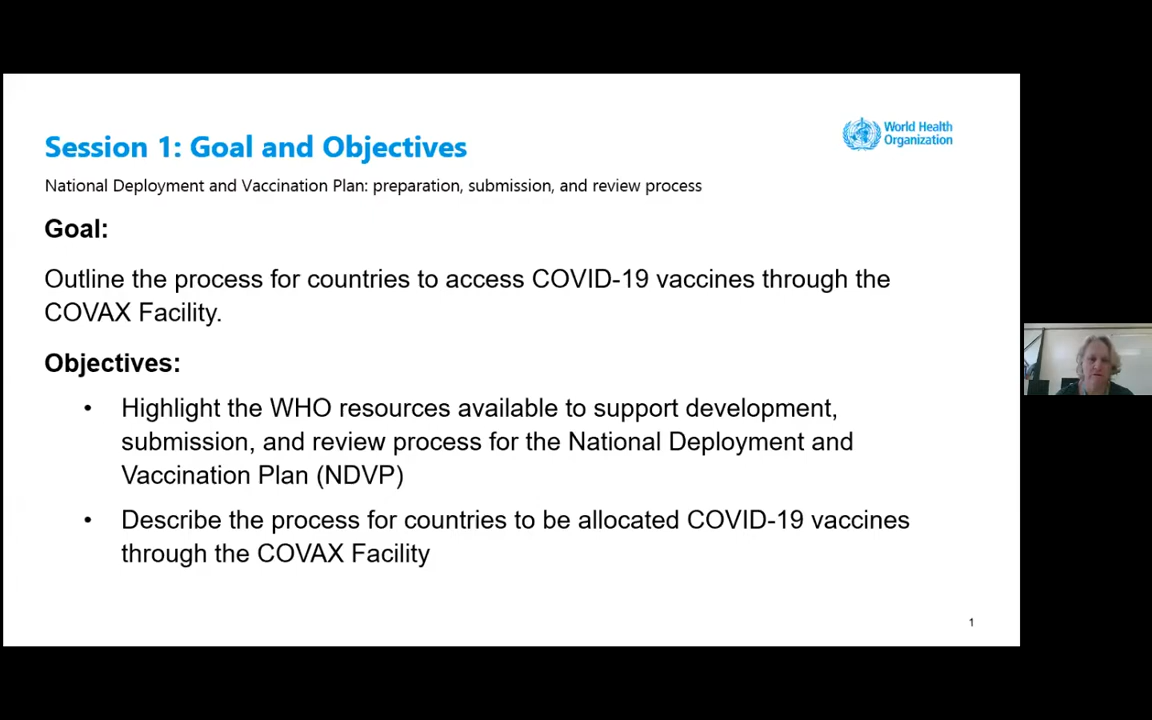 Session 1: Goal and Objectives
World Health
Organization
National Deployment and Vaccination Plan: preparation, submission, and review process
Goal:
Outline the process for countries to access COVID-19 vaccines through the
COVAX Facility.
Objectives:
• Highlight the WHO resources available to support development,
submission, and review process for the National Deployment and
Vaccination Plan (NDVP)
• Describe the process for countries to be allocated COVID-19 vaccines
through the COVAX Facility
1